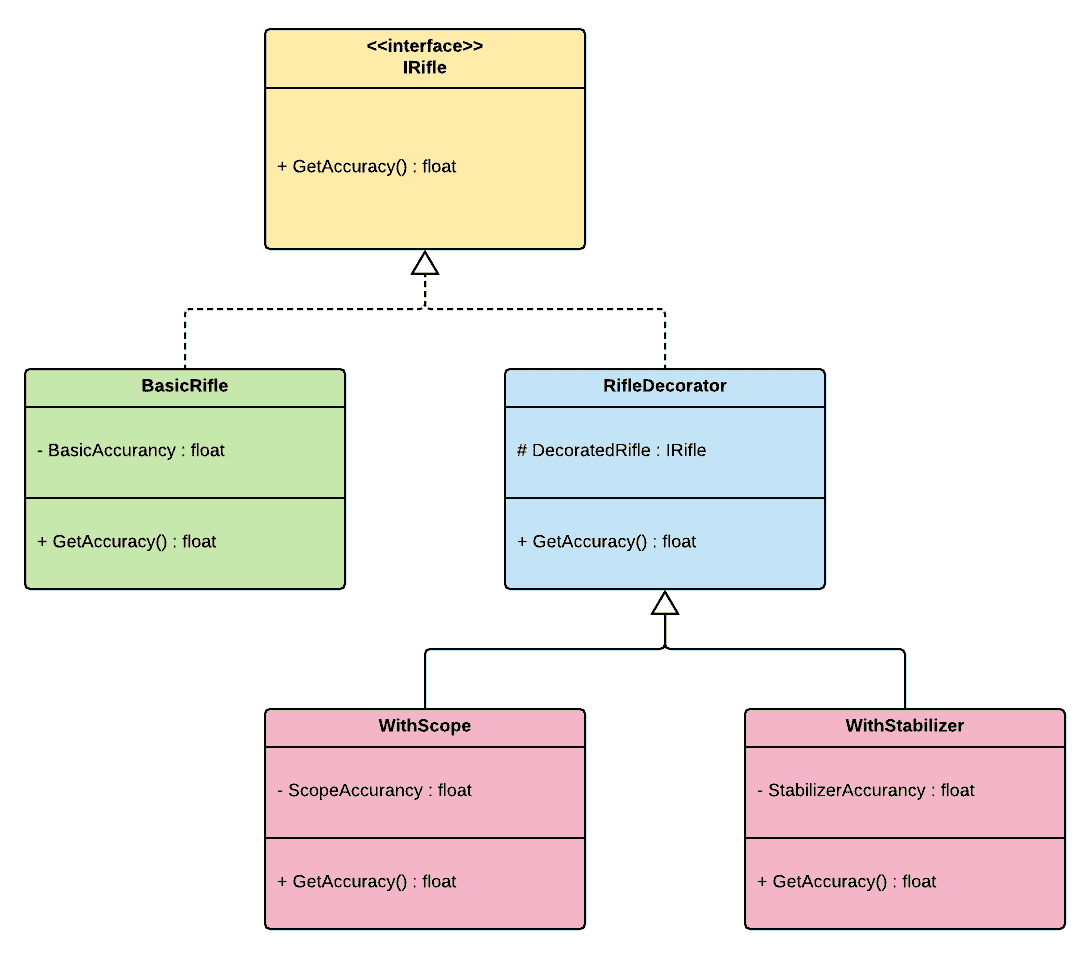 <<interface>>
IRifle
+ GetAccuracy() : float
BasicRifle
- BasicAccurancy : float
+ GetAccuracy() : float
RifleDecorator
# DecoratedRifle : IRifle
+ GetAccuracy() : float
WithScope
- ScopeAccurancy : float
+ GetAccuracy() : float
WithStabilizer
- StabilizerAccurancy : float
+ GetAccuracy() : float